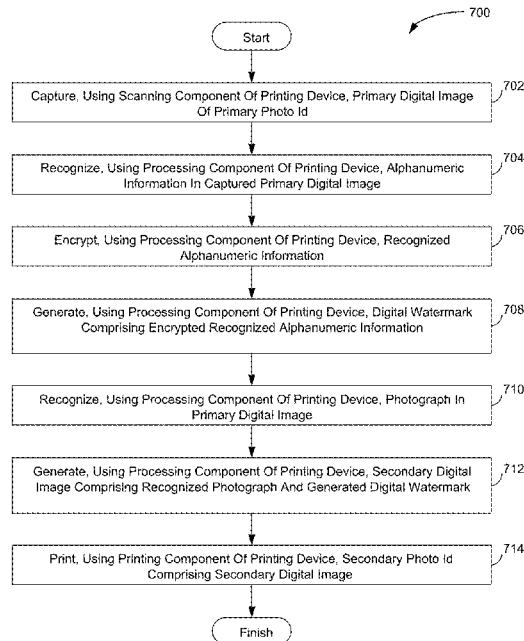 700
Start
Capture, Using Scanning Component Of Printing Device, Primary Digital Image
Of Primary Photo Id
702
Recognize, Using Processing Component Of Printing Device, Alphanumeric
Information In Captured Primary Digital Image
704
Encrypt, Using Processing Component Of Printing Device, Recognized
Alphanumeric Information
706
Generate, Using Processing Component Of Printing Device, Digital Watermark
Comprising Encrypted Recognized Alphanumeric Information
708
Recognize, Using Processing Component Of Printing Device, Photograph In
Primary Digital Image
710
Generate, Using Processing Component Of Printing Device, Secondary Digital
Image Comprising Recognized Photograph And Generated Digital Watermark
712
Print, Using Printing Component Of Printing Device, Secondary Photo Id
Comprising Secondary Digital Image
714
Finish